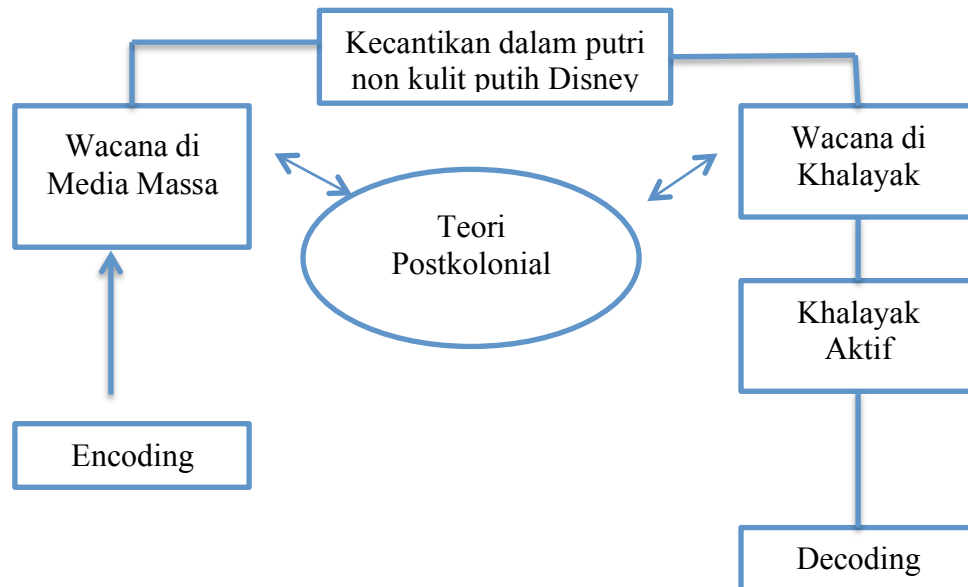 Kecantikan dalam putri
non kulit putih Disney
Wacana di
Media Massa
Wacana di
Khalayak
Teori
Postkolonial
Khalayak
Aktif
Encoding
Decoding